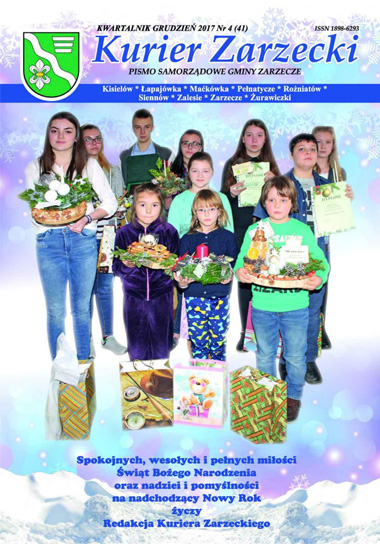 KWARTALNIK GRUDZIEŃ 2017 Nr 4 (41)
ISSN 1898-6293
Kurier Zarzecki
PISMO SAMORZĄDOWE GMINY ZARZECZE
Kisielów * Łapajówka * Maćkówka * Pełnatycze * Rożniatów *
Siennów * Zalesie * Zarzecze * Żurawiczki
Spokojnych, wesołych i pełnych miłości
Świąt Bożego Narodzenia
oraz nadziei i pomyślności
na nadchodzący Nowy Rok
życzy
Redakcja Kuriera Zarzeckiego